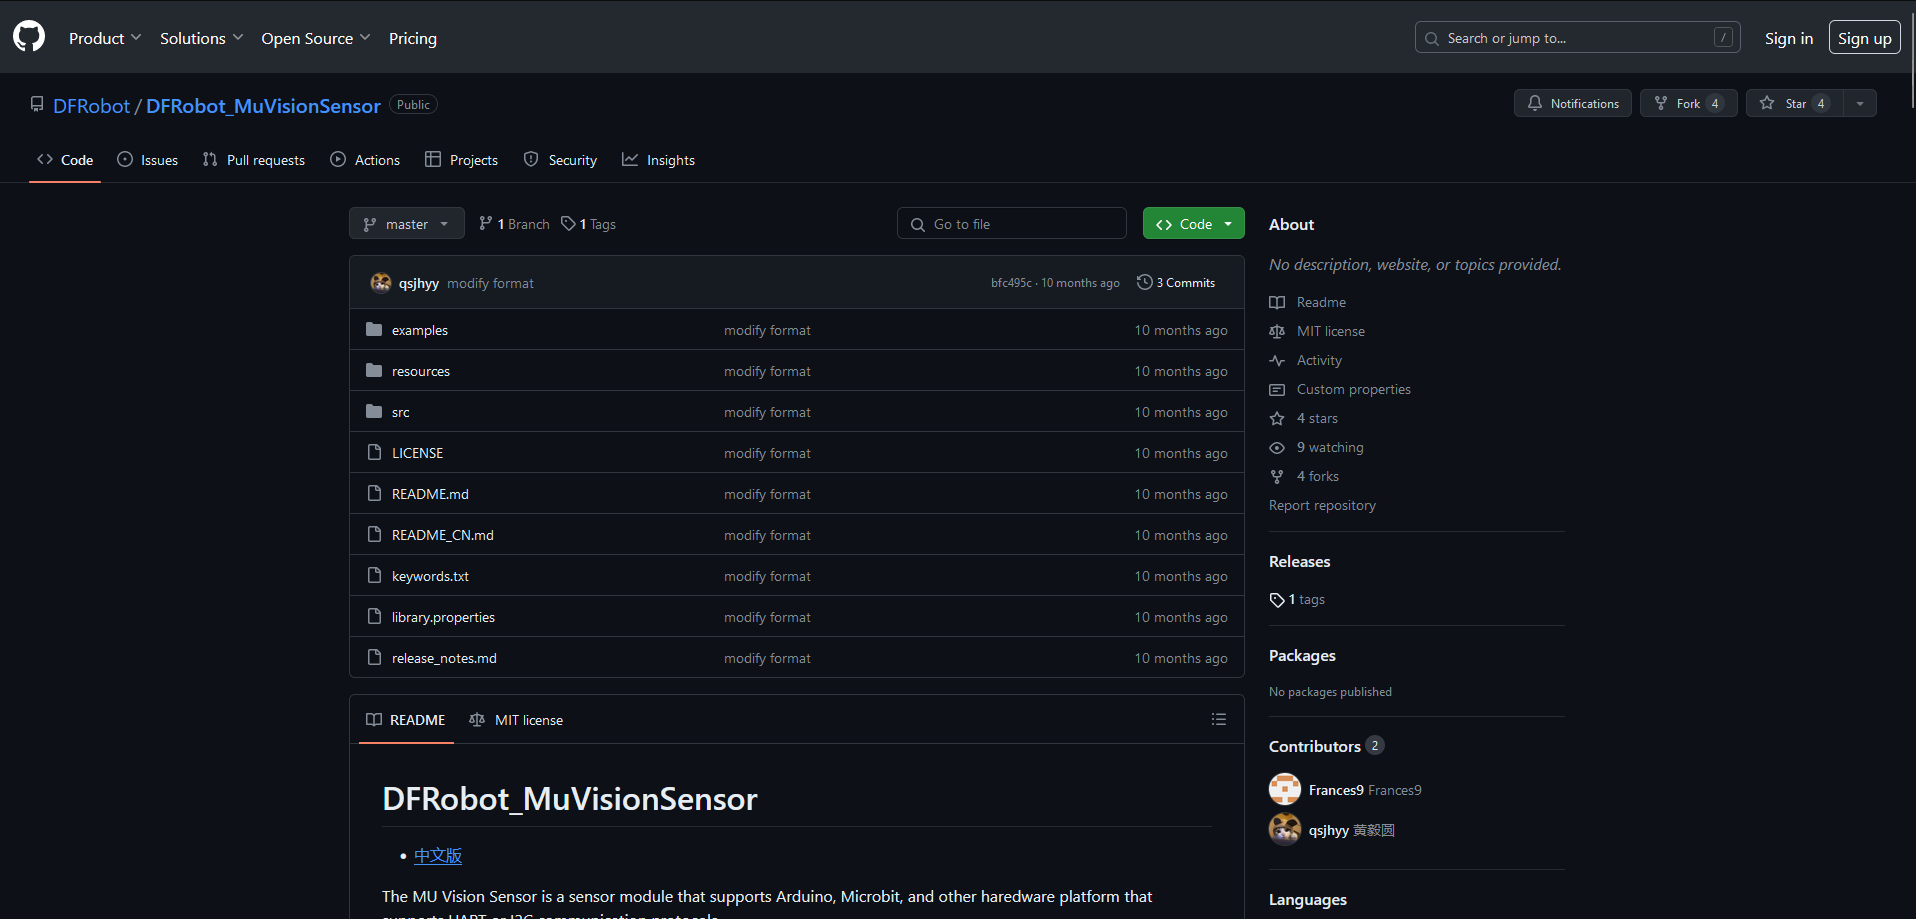 Product Solutions Open Source Pricing Search or jump to... / Sign in Sign up
DFRobot / DFRobot_MuVisionSensor Public Notifications Fork 4 Star 4
Code Issues Pull requests Actions Projects Security Insights
master 1 Branch 1 Tags Go to file Code
qsjhyy modify format bfc495c · 10 months ago 3 Commits
examples modify format 10 months ago
resources modify format 10 months ago
src modify format 10 months ago
LICENSE modify format 10 months ago
README.md modify format 10 months ago
README_CN.md modify format 10 months ago
keywords.txt modify format 10 months ago
library.properties modify format 10 months ago
release_notes.md modify format 10 months ago
README MIT license
DFRobot_MuVisionSensor
中文版
The MU Vision Sensor is a sensor module that supports Arduino, Microbit, and other haredware platform that
supports UART or I2C communication protocols.
About
No description, website, or topics provided.
Readme
MIT license
Activity
Custom properties
4 stars
9 watching
4 forks
Report repository
Releases
1 tags
Packages
No packages published
Contributors 2
Frances9 Frances9
qsjhyy 黄毅圆
Languages